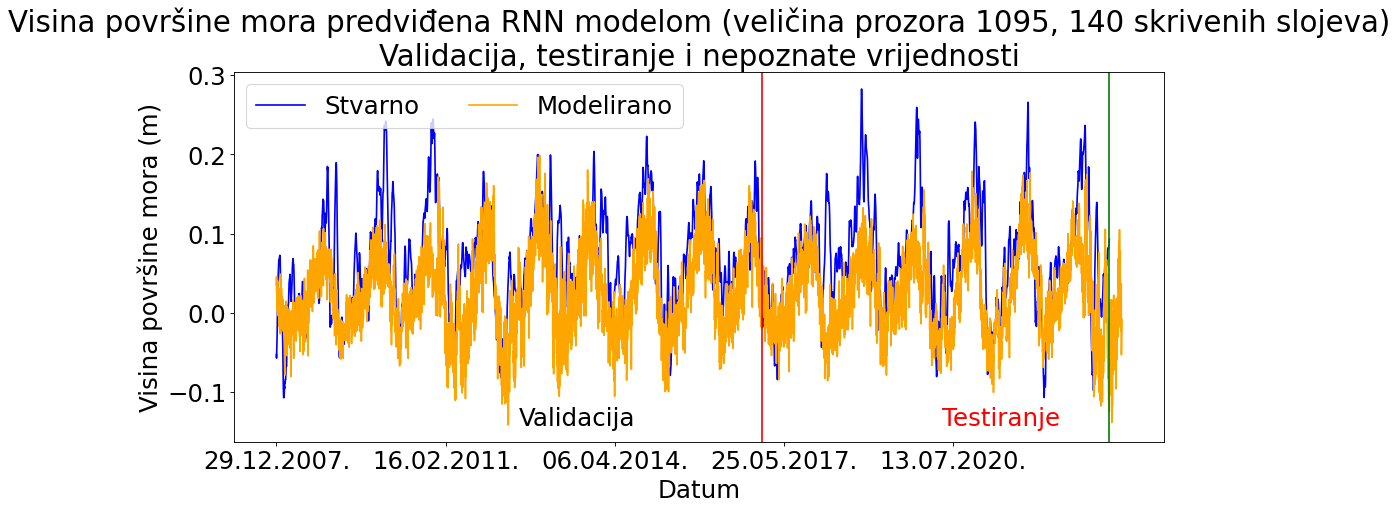 Visina površine mora predviđena RNN modelom (veličina prozora 1095, 140 skrivenih slojeva)
Validacija, testiranje i nepoznate vrijednosti
Stvarno Modelirano
Visina površine mora (m)
0.3
0.2
0.1
0.0
−0.1
Validacija
Testiranje
29.12.2007. 16.02.2011. 06.04.2014. 25.05.2017. 13.07.2020.
Datum